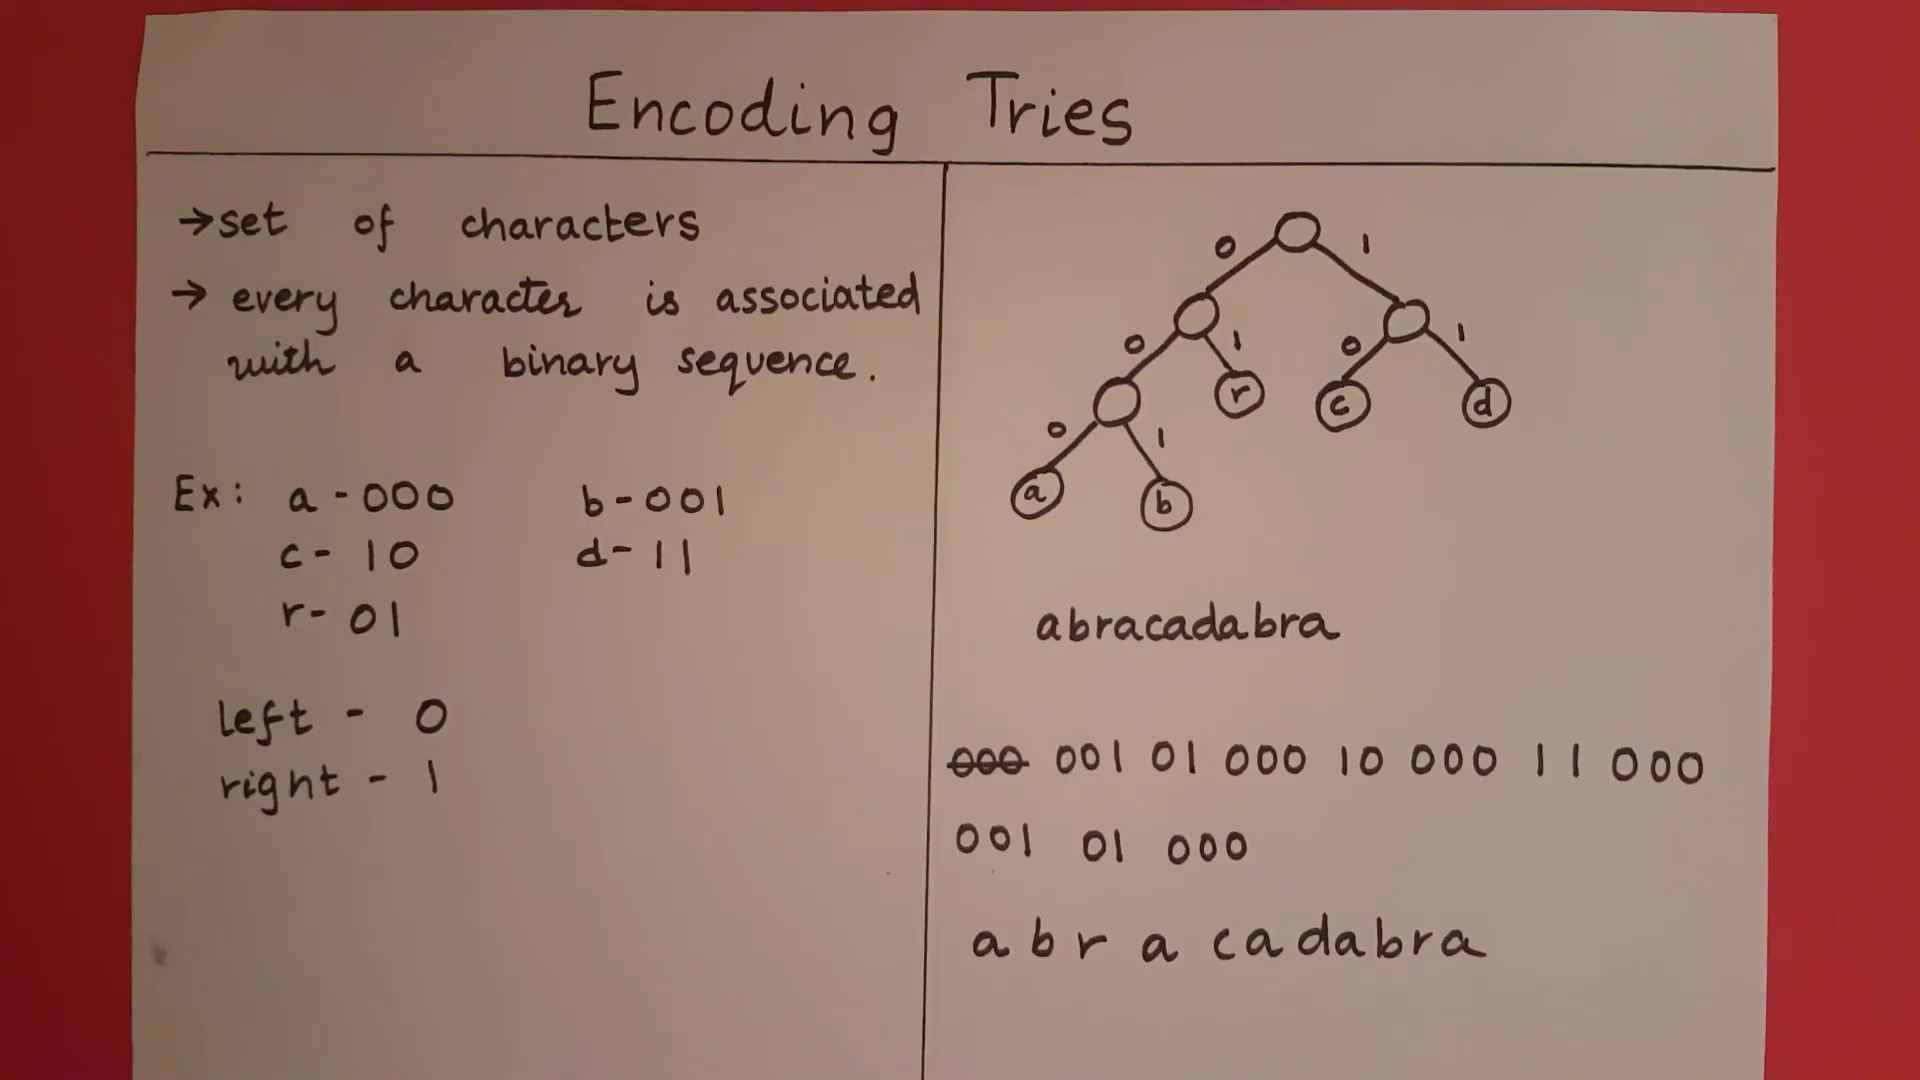 Encoding Tries
→ set of characters
→ every character is associated
with a binary sequence.
Ex: a - 000 b - 001
c - 10 d - 11
r - 01
left - 0
right - 1
0 1
0 1 0 1
r c d
0 1
a b
abracadabra
000 001 01 000 10 000 11 000
001 01 000
a b r a cadabra